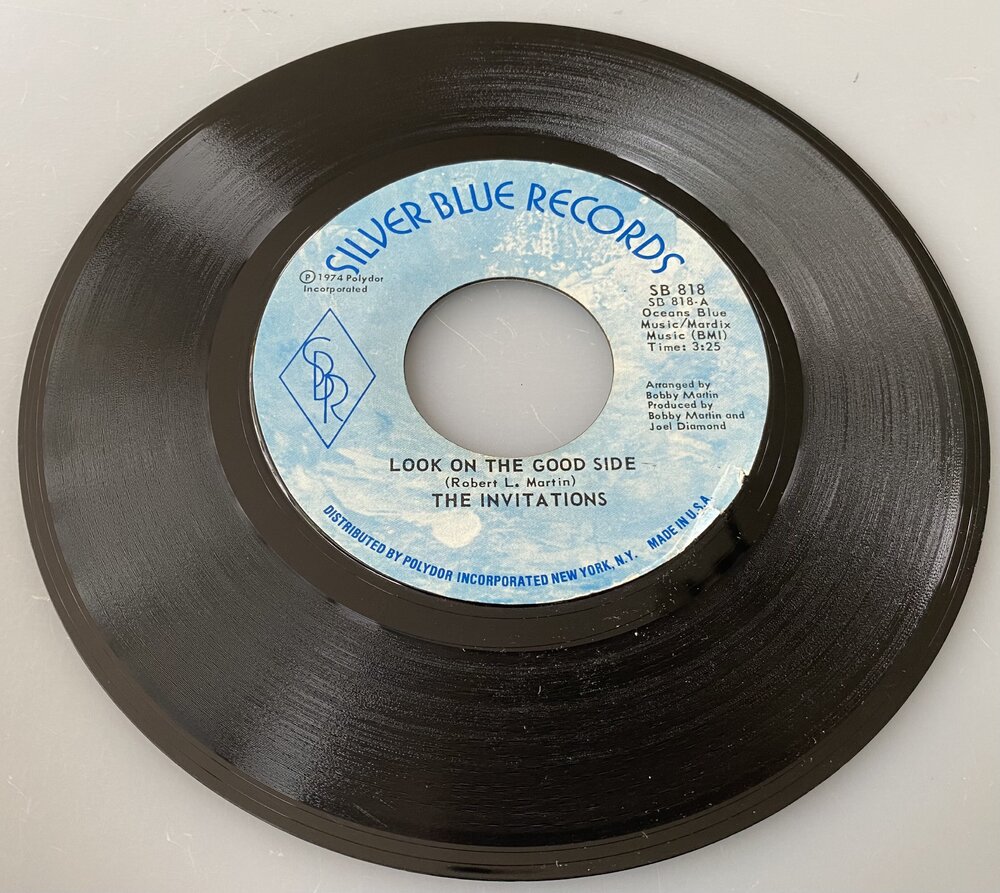 SILVER BLUE RECORDS
Ⓟ 1974 Polydor
Incorporated
SB 818
SB 818-A
Oceans Blue
Music/Mardix
Music (BMI)
Time: 3:25
SBR
Arranged by
Bobby Martin
Produced by
Bobby Martin and
Joel Diamond
LOOK ON THE GOOD SIDE
(Robert L. Martin)
THE INVITATIONS
DISTRIBUTED BY POLYDOR INCORPORATED NEW YORK, N.Y. MADE IN U.S.A.